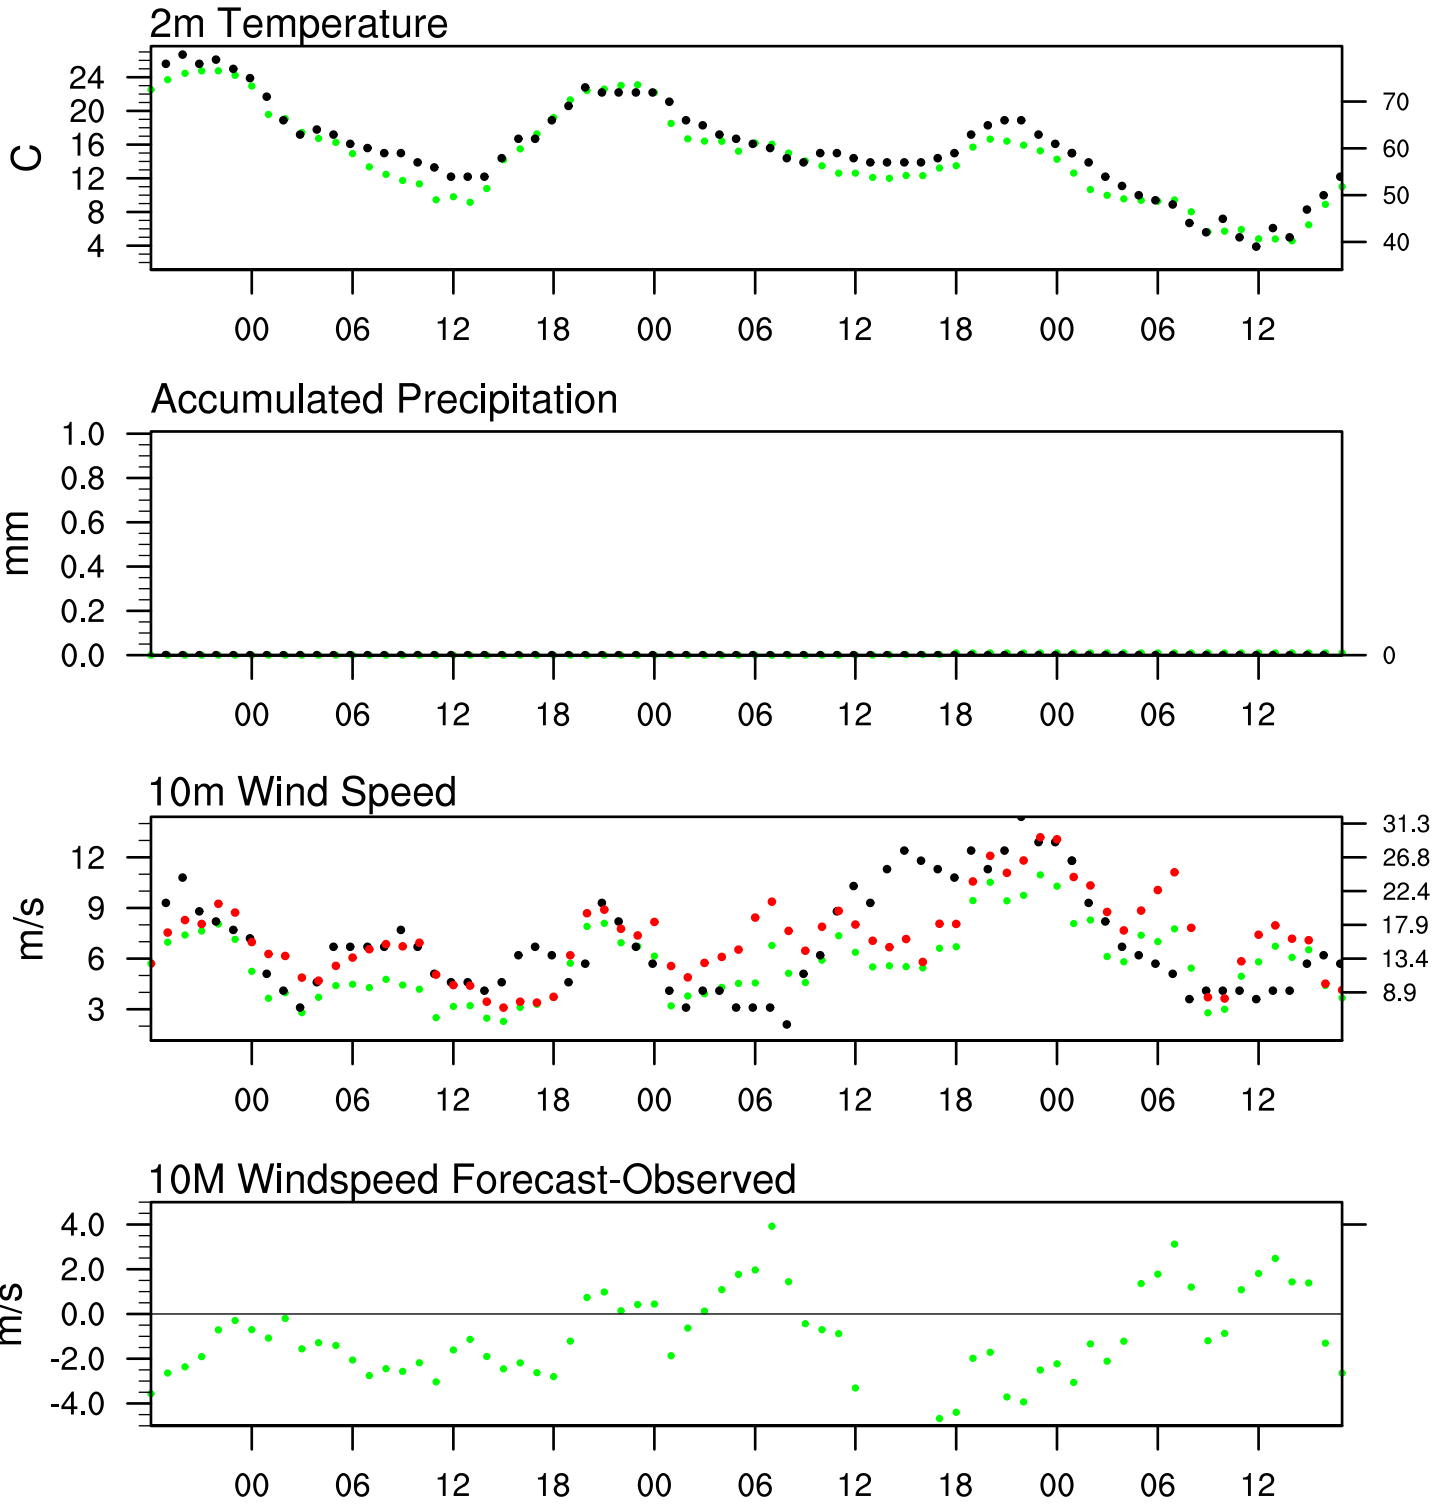 2m Temperature
24
20
16
12
8
4
C
70
60
50
40
00 06 12 18 00 06 12 18 00 06 12
Accumulated Precipitation
1.0
0.8
0.6
0.4
0.2
0.0
mm
0
00 06 12 18 00 06 12 18 00 06 12
10m Wind Speed
12
9
6
3
m/s
31.3
26.8
22.4
17.9
13.4
8.9
00 06 12 18 00 06 12 18 00 06 12
10M Windspeed Forecast-Observed
4.0
2.0
0.0
-2.0
-4.0
m/s
00 06 12 18 00 06 12 18 00 06 12